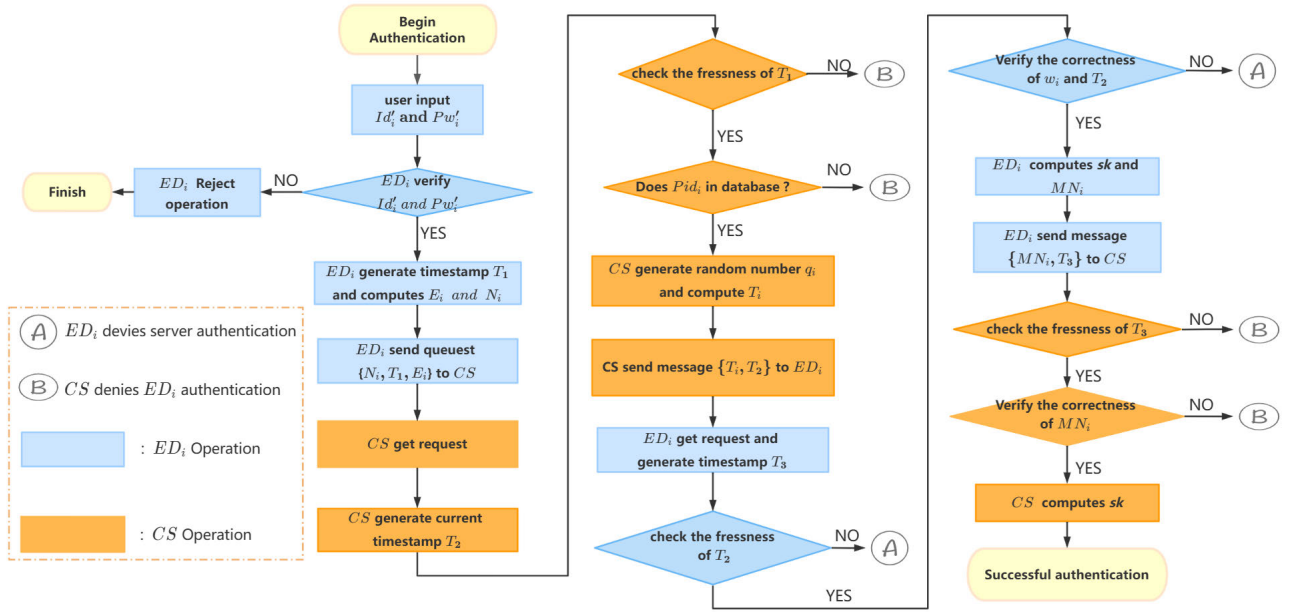 Begin
Authentication
user input
Id′ᵢ and Pw′ᵢ
EDᵢ verify
Id′ᵢ and Pw′ᵢ
NO
EDᵢ Reject
operation
Finish
YES
EDᵢ generate timestamp T₁
and computes Eᵢ and Nᵢ
EDᵢ send queuest
{Nᵢ, T₁, Eᵢ} to CS
CS get request
CS generate current
timestamp T₂
A EDᵢ devies server authentication
B CS denies EDᵢ authentication
: EDᵢ Operation
: CS Operation
check the fressness of T₁
NO
B
YES
Does Pidᵢ in database ?
NO
B
YES
CS generate random number qᵢ
and compute Tᵢ
CS send message {Tᵢ, T₂} to EDᵢ
EDᵢ get request and
generate timestamp T₃
check the fressness
of T₂
NO
A
YES
Verify the correctness
of wᵢ and T₂
NO
A
YES
EDᵢ computes sk and
MNᵢ
EDᵢ send message
{MNᵢ, T₃} to CS
check the fressness of T₃
NO
B
YES
Verify the correctness
of MNᵢ
NO
B
YES
CS computes sk
Successful authentication